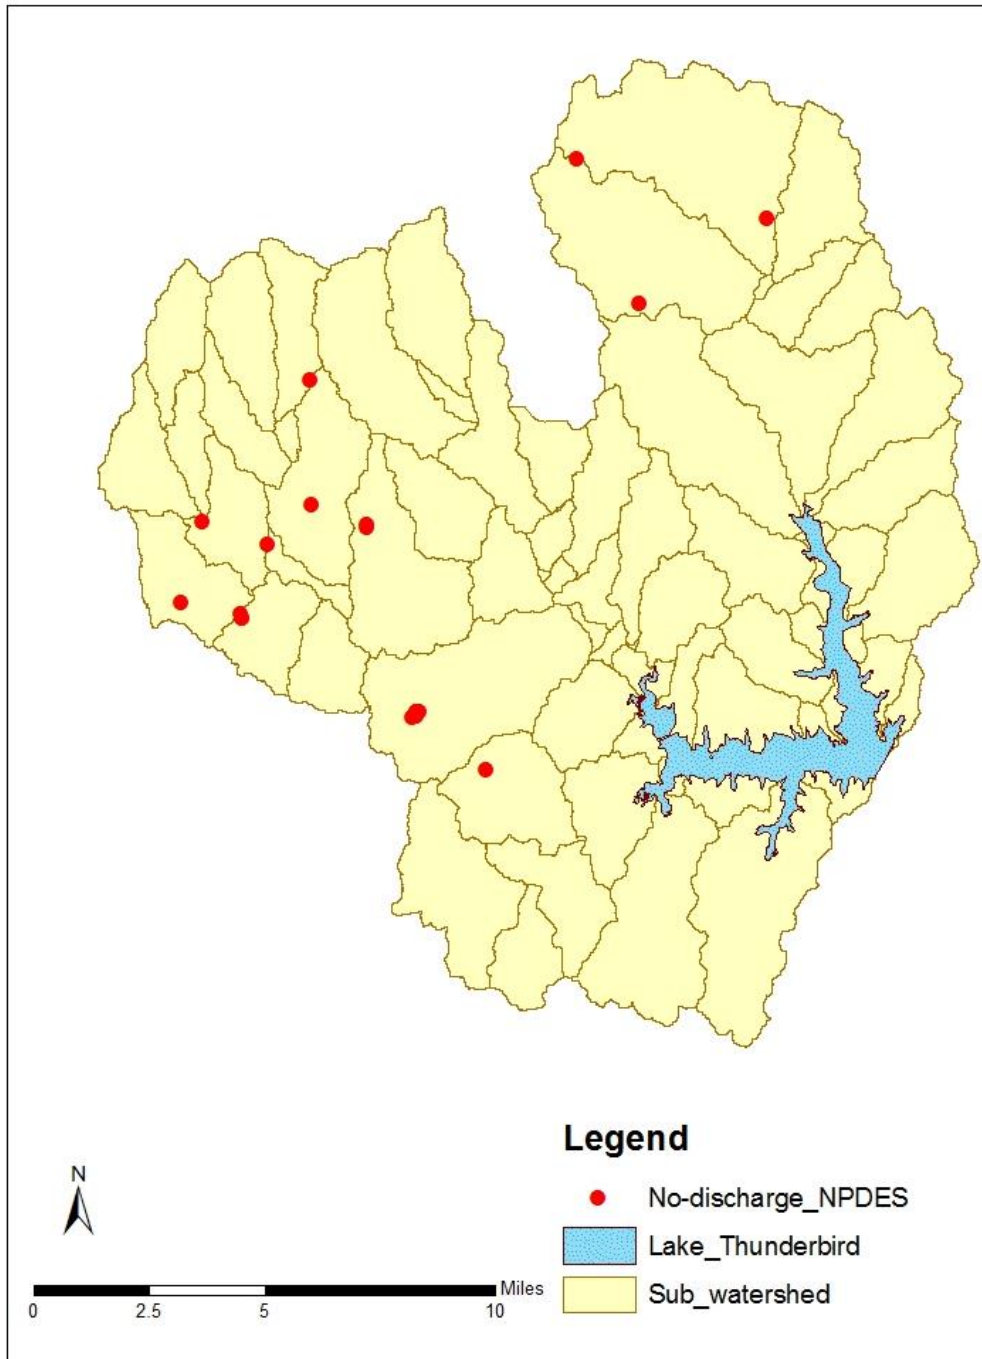 Legend
N
No-discharge_NPDES
Lake_Thunderbird
Sub_watershed
Miles
0 2.5 5 10